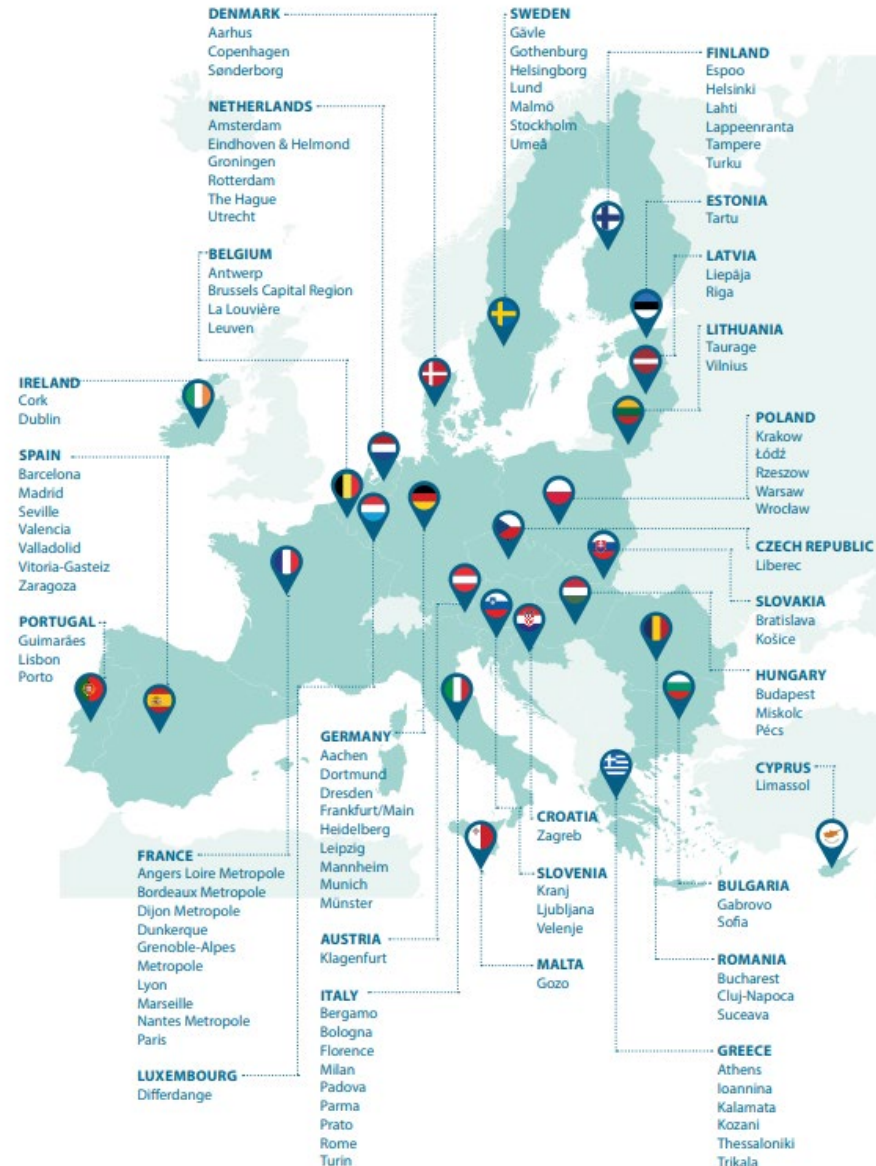 DENMARK
Aarhus
Copenhagen
Sønderborg
NETHERLANDS
Amsterdam
Eindhoven & Helmond
Groningen
Rotterdam
The Hague
Utrecht
BELGIUM
Antwerp
Brussels Capital Region
La Louvière
Leuven
IRELAND
Cork
Dublin
SPAIN
Barcelona
Madrid
Seville
Valencia
Valladolid
Vitoria-Gasteiz
Zaragoza
PORTUGAL
Guimarães
Lisbon
Porto
SWEDEN
Gävle
Gothenburg
Helsingborg
Lund
Malmö
Stockholm
Umeå
FINLAND
Espoo
Helsinki
Lahti
Lappeenranta
Tampere
Turku
ESTONIA
Tartu
LATVIA
Liepāja
Riga
LITHUANIA
Taurage
Vilnius
POLAND
Krakow
Łódź
Rzeszow
Warsaw
Wrocław
CZECH REPUBLIC
Liberec
SLOVAKIA
Bratislava
Košice
HUNGARY
Budapest
Miskolc
Pécs
CYPRUS
Limassol
FRANCE
Angers Loire Metropole
Bordeaux Metropole
Dijon Metropole
Dunkerque
Grenoble-Alpes
Metropole
Lyon
Marseille
Nantes Metropole
Paris
LUXEMBOURG
Differdange
GERMANY
Aachen
Dortmund
Dresden
Frankfurt/Main
Heidelberg
Leipzig
Mannheim
Munich
Münster
AUSTRIA
Klagenfurt
ITALY
Bergamo
Bologna
Florence
Milan
Padova
Parma
Prato
Rome
Turin
CROATIA
Zagreb
SLOVENIA
Kranj
Ljubljana
Velenje
MALTA
Gozo
BULGARIA
Gabrovo
Sofia
ROMANIA
Bucharest
Cluj-Napoca
Suceava
GREECE
Athens
Ioannina
Kalamata
Kozani
Thessaloniki
Trikala